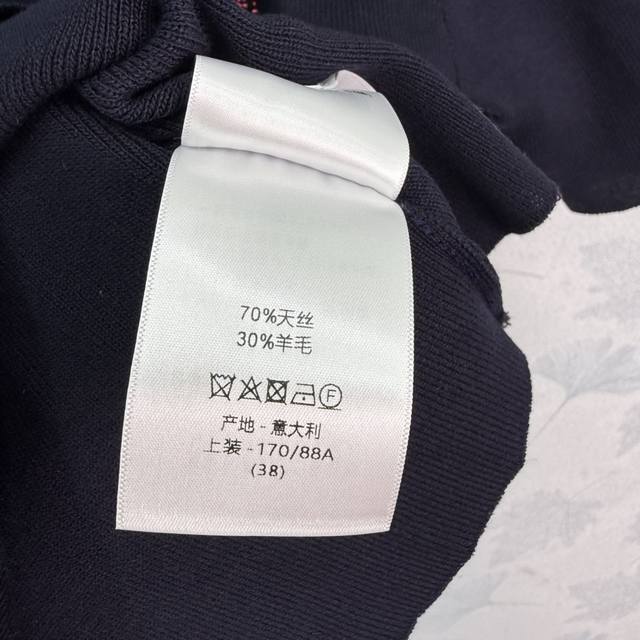 70%天丝
30%羊毛
F
产地 - 意大利
上装 - 170/88A
(38)